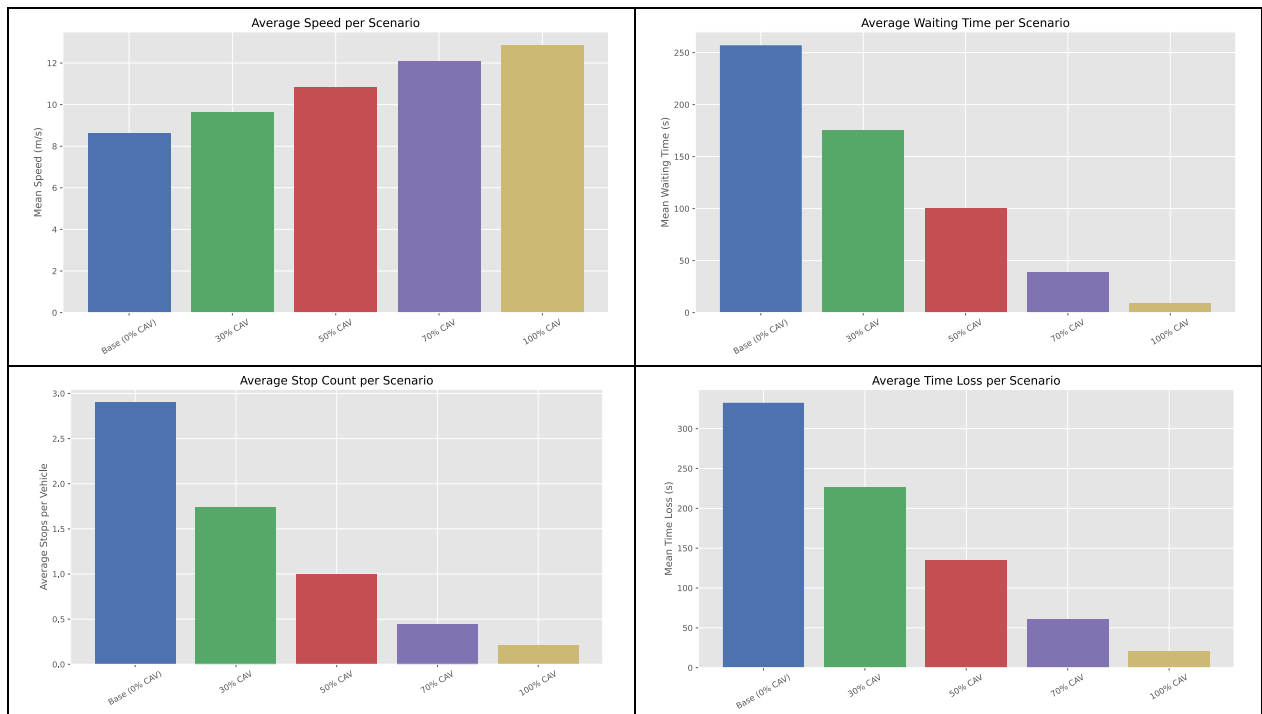 Average Speed per Scenario
Mean Speed (m/s)
12
10
8
6
4
2
0
Base (0% CAV)
30% CAV
50% CAV
70% CAV
100% CAV
Average Waiting Time per Scenario
Mean Waiting Time (s)
250
200
150
100
50
0
Base (0% CAV)
30% CAV
50% CAV
70% CAV
100% CAV
Average Stop Count per Scenario
Average Stops per Vehicle
3.0
2.5
2.0
1.5
1.0
0.5
0.0
Base (0% CAV)
30% CAV
50% CAV
70% CAV
100% CAV
Average Time Loss per Scenario
Mean Time Loss (s)
300
250
200
150
100
50
0
Base (0% CAV)
30% CAV
50% CAV
70% CAV
100% CAV